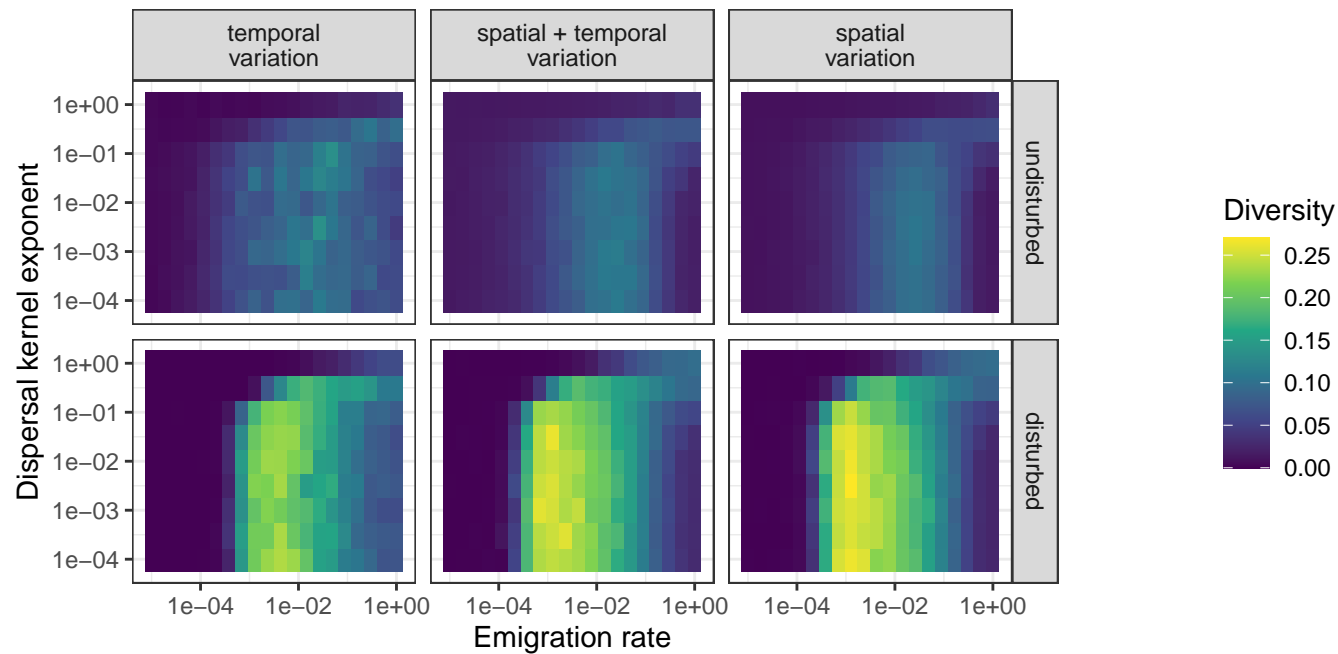 temporal
variation
spatial + temporal
variation
spatial
variation
Dispersal kernel exponent
1e+00
1e−01
1e−02
1e−03
1e−04
undisturbed
1e+00
1e−01
1e−02
1e−03
1e−04
disturbed
1e−04 1e−02 1e+00
1e−04 1e−02 1e+00
1e−04 1e−02 1e+00
Emigration rate
Diversity
0.25
0.20
0.15
0.10
0.05
0.00